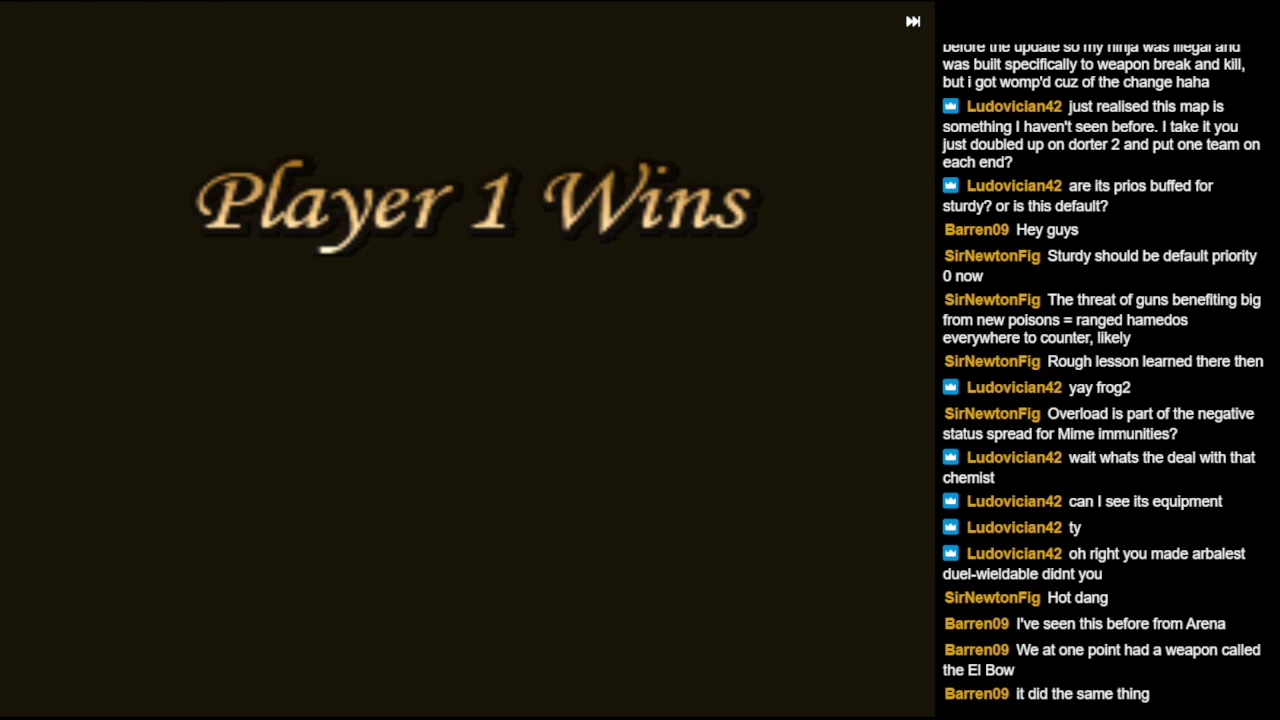 Player 1 Wins
before the update so my ninja was illegal and
was built specifically to weapon break and kill,
but i got womp'd cuz of the change haha
Ludovician42 just realised this map is
something I haven't seen before. I take it you
just doubled up on dorter 2 and put one team on
each end?
Ludovician42 are its prios buffed for
sturdy? or is this default?
Barren09 Hey guys
SirNewtonFig Sturdy should be default priority
0 now
SirNewtonFig The threat of guns benefiting big
from new poisons = ranged hamedos
everywhere to counter, likely
SirNewtonFig Rough lesson learned there then
Ludovician42 yay frog2
SirNewtonFig Overload is part of the negative
status spread for Mime immunities?
Ludovician42 wait whats the deal with that
chemist
Ludovician42 can I see its equipment
Ludovician42 ty
Ludovician42 oh right you made arbalest
duel-wieldable didnt you
SirNewtonFig Hot dang
Barren09 I've seen this before from Arena
Barren09 We at one point had a weapon called
the El Bow
Barren09 it did the same thing